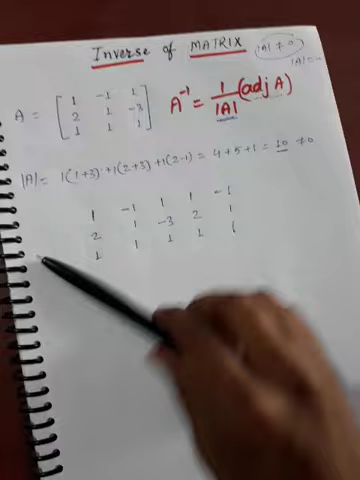 Inverse of MATRIX |A| ≠ 0
|A| =
A = [ 1 -1 1
2 1 -3
1 1 1 ]
A⁻¹ = 1/|A| (adj A)
|A| = 1(1+3) +1(2+3) +1(2-1) = 4+5+1 = 10 ≠0
1 -1 1 1 -1
2 1 -3 2 1
1 1 1 1 1